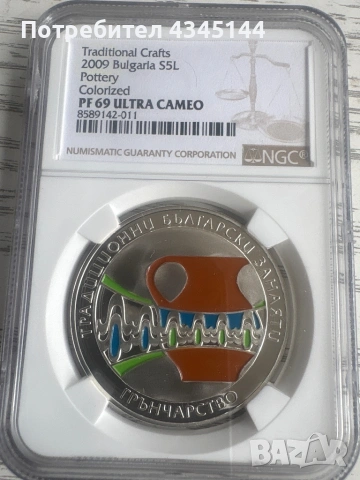 Потребител 4345144
Traditional Crafts
2009 Bulgaria S5L
Pottery
Colorized
PF 69 ULTRA CAMEO
8589142-011
NUMISMATIC GUARANTY CORPORATION
NGC
ТРАДИЦИОННИ БЪЛГАРСКИ ЗАНАЯТИ
ГРЪНЧАРСТВО
BAZAR